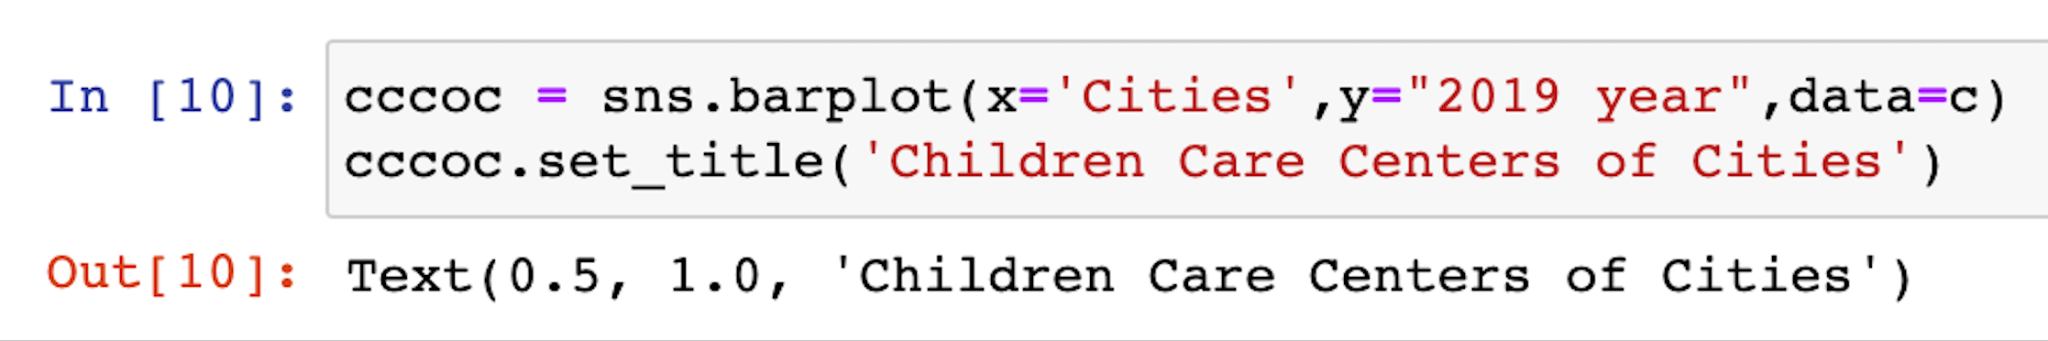 In [10]: cccoc = sns.barplot(x='Cities',y="2019 year",data=c)
cccoc.set_title('Children Care Centers of Cities')
Out[10]: Text(0.5, 1.0, 'Children Care Centers of Cities')